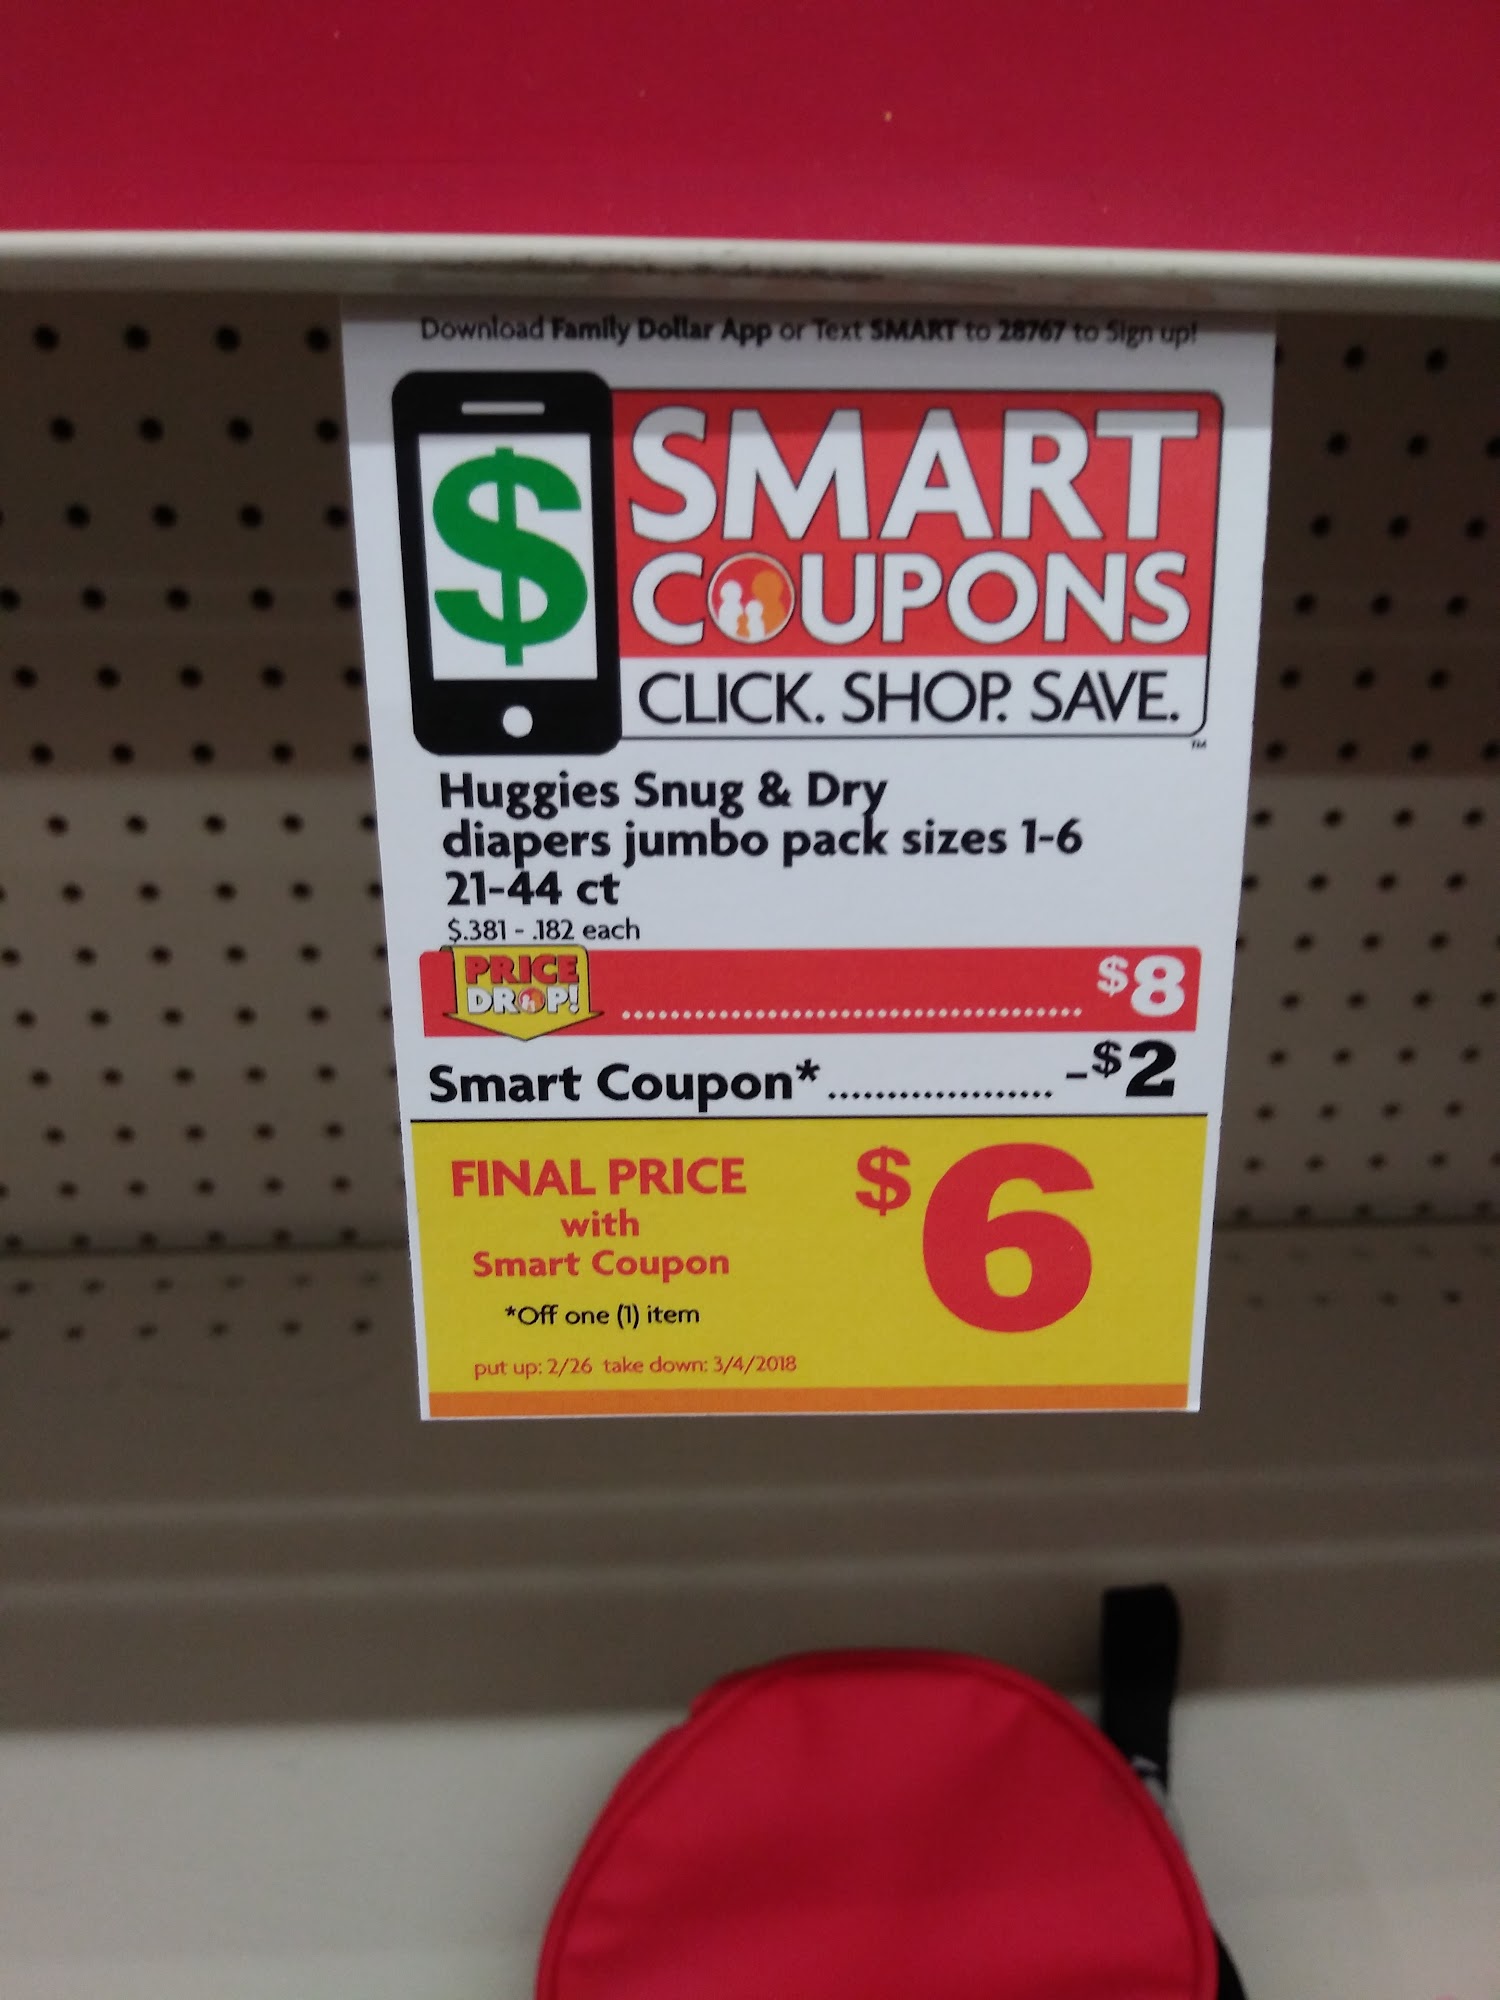 Download Family Dollar App or Text SMART to 28767 to Sign up!
$
SMART
COUPONS
CLICK. SHOP. SAVE.
™
Huggies Snug & Dry
diapers jumbo pack sizes 1-6
21-44 ct
$.381 - .182 each
PRICE
DROP! .......................................... $8
Smart Coupon* ................... -$2
FINAL PRICE
with
Smart Coupon
$6
*Off one (1) item
put up: 2/26 take down: 3/4/2018